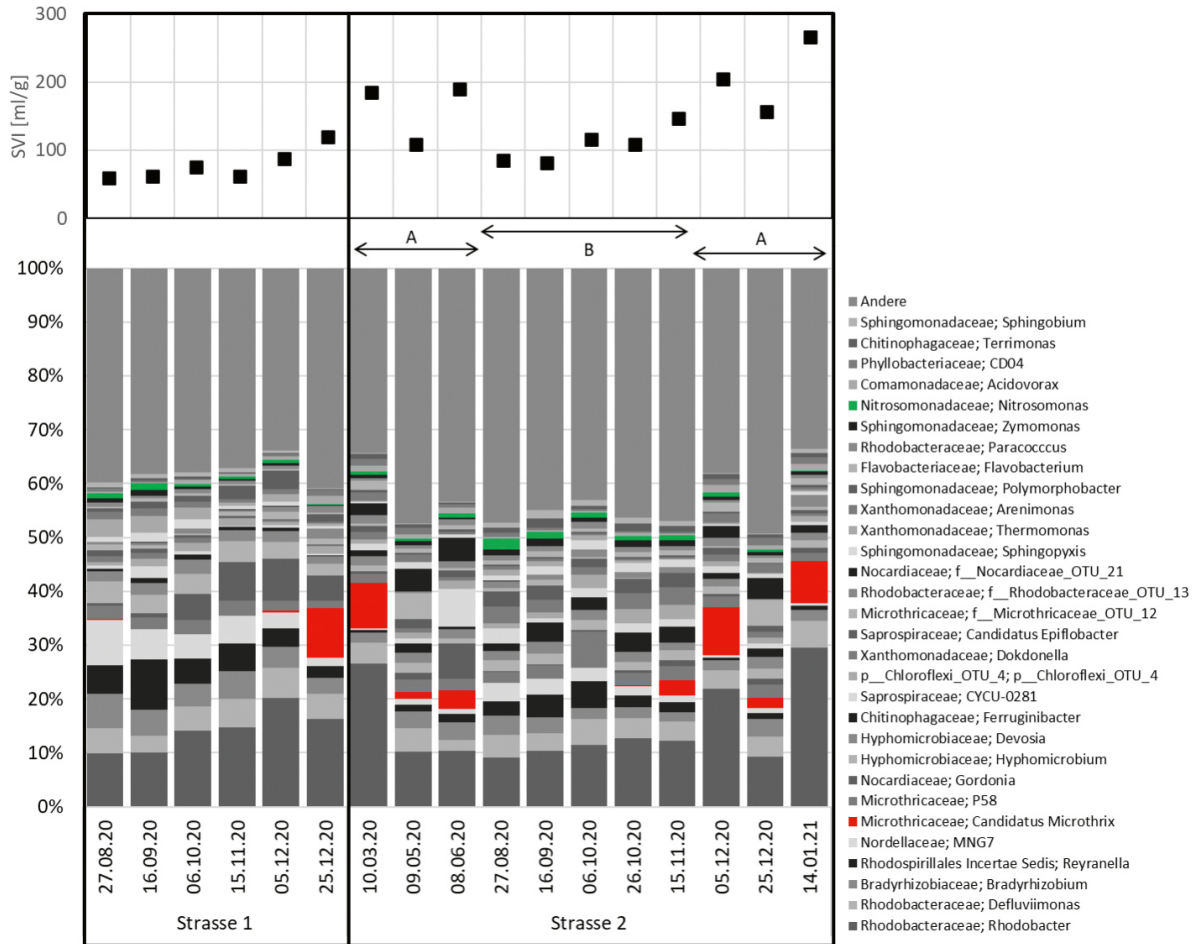 300
200
100
0
SVI [ml/g]
A
B
A
100%
90%
80%
70%
60%
50%
40%
30%
20%
10%
0%
27.08.20
16.09.20
06.10.20
15.11.20
05.12.20
25.12.20
10.03.20
09.05.20
08.06.20
27.08.20
16.09.20
06.10.20
26.10.20
15.11.20
05.12.20
25.12.20
14.01.21
Strasse 1
Strasse 2
Andere
Sphingomonadaceae; Sphingobium
Chitinophagaceae; Terrimonas
Phyllobacteriaceae; CD04
Comamonadaceae; Acidovorax
Nitrosomonadaceae; Nitrosomonas
Sphingomonadaceae; Zymomonas
Rhodobacteraceae; Paracocccus
Flavobacteriaceae; Flavobacterium
Sphingomonadaceae; Polymorphobacter
Xanthomonadaceae; Arenimonas
Xanthomonadaceae; Thermomonas
Sphingomonadaceae; Sphingopyxis
Nocardiaceae; f__Nocardiaceae_OTU_21
Rhodobacteraceae; f__Rhodobacteraceae_OTU_13
Microthricaceae; f__Microthricaceae_OTU_12
Saprospiraceae; Candidatus Epiflobacter
Xanthomonadaceae; Dokdonella
p__Chloroflexi_OTU_4; p__Chloroflexi_OTU_4
Saprospiraceae; CYCU-0281
Chitinophagaceae; Ferruginibacter
Hyphomicrobiaceae; Devosia
Hyphomicrobiaceae; Hyphomicrobium
Nocardiaceae; Gordonia
Microthricaceae; P58
Microthricaceae; Candidatus Microthrix
Nordellaceae; MNG7
Rhodospirillales Incertae Sedis; Reyranella
Bradyrhizobiaceae; Bradyrhizobium
Rhodobacteraceae; Defluviimonas
Rhodobacteraceae; Rhodobacter